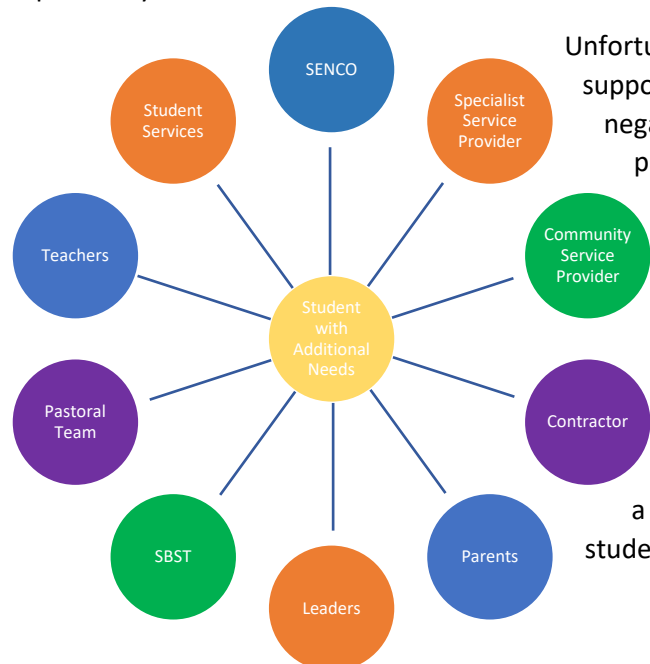 SENCO
Unfortu
Student
Services
Specialist
Service
Provider
suppo
nega
p
Teachers
Community
Service
Provider
Student
with
Additional
Needs
Pastoral
Team
Contractor
a
stude
SBST
Parents
Leaders